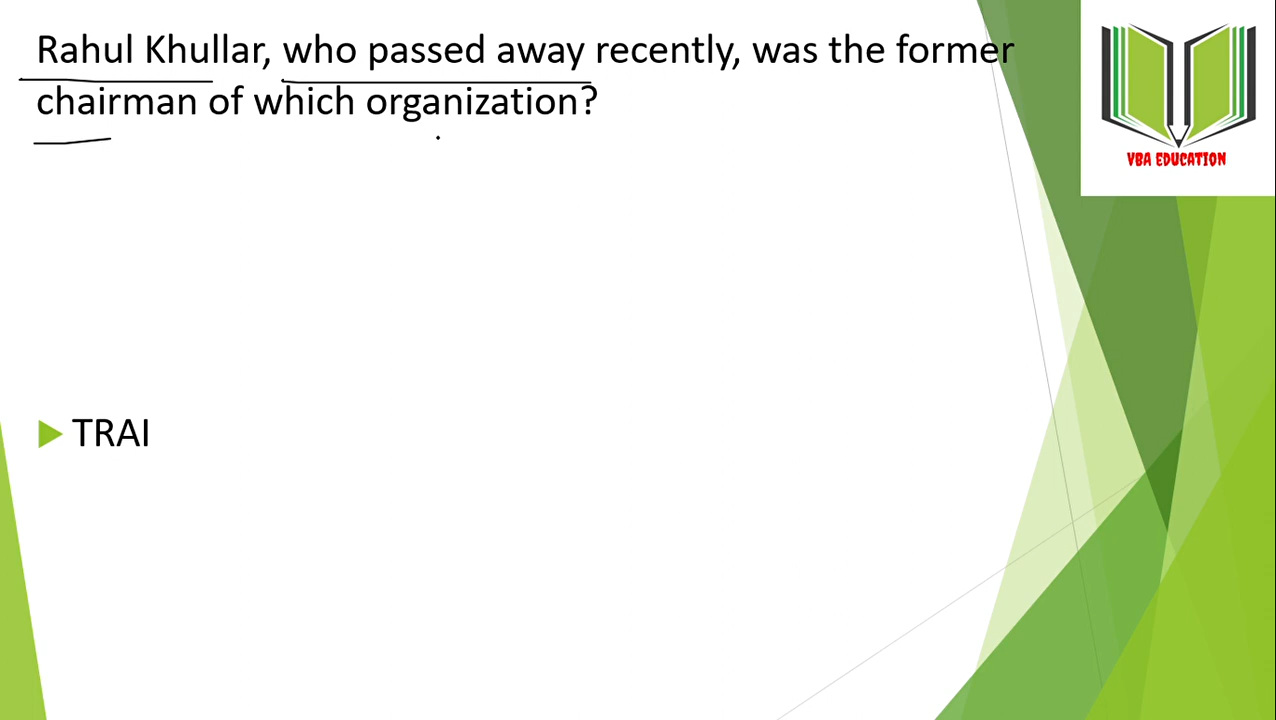 Rahul Khullar, who passed away recently, was the former
chairman of which organization?
VBA EDUCATION
TRAI